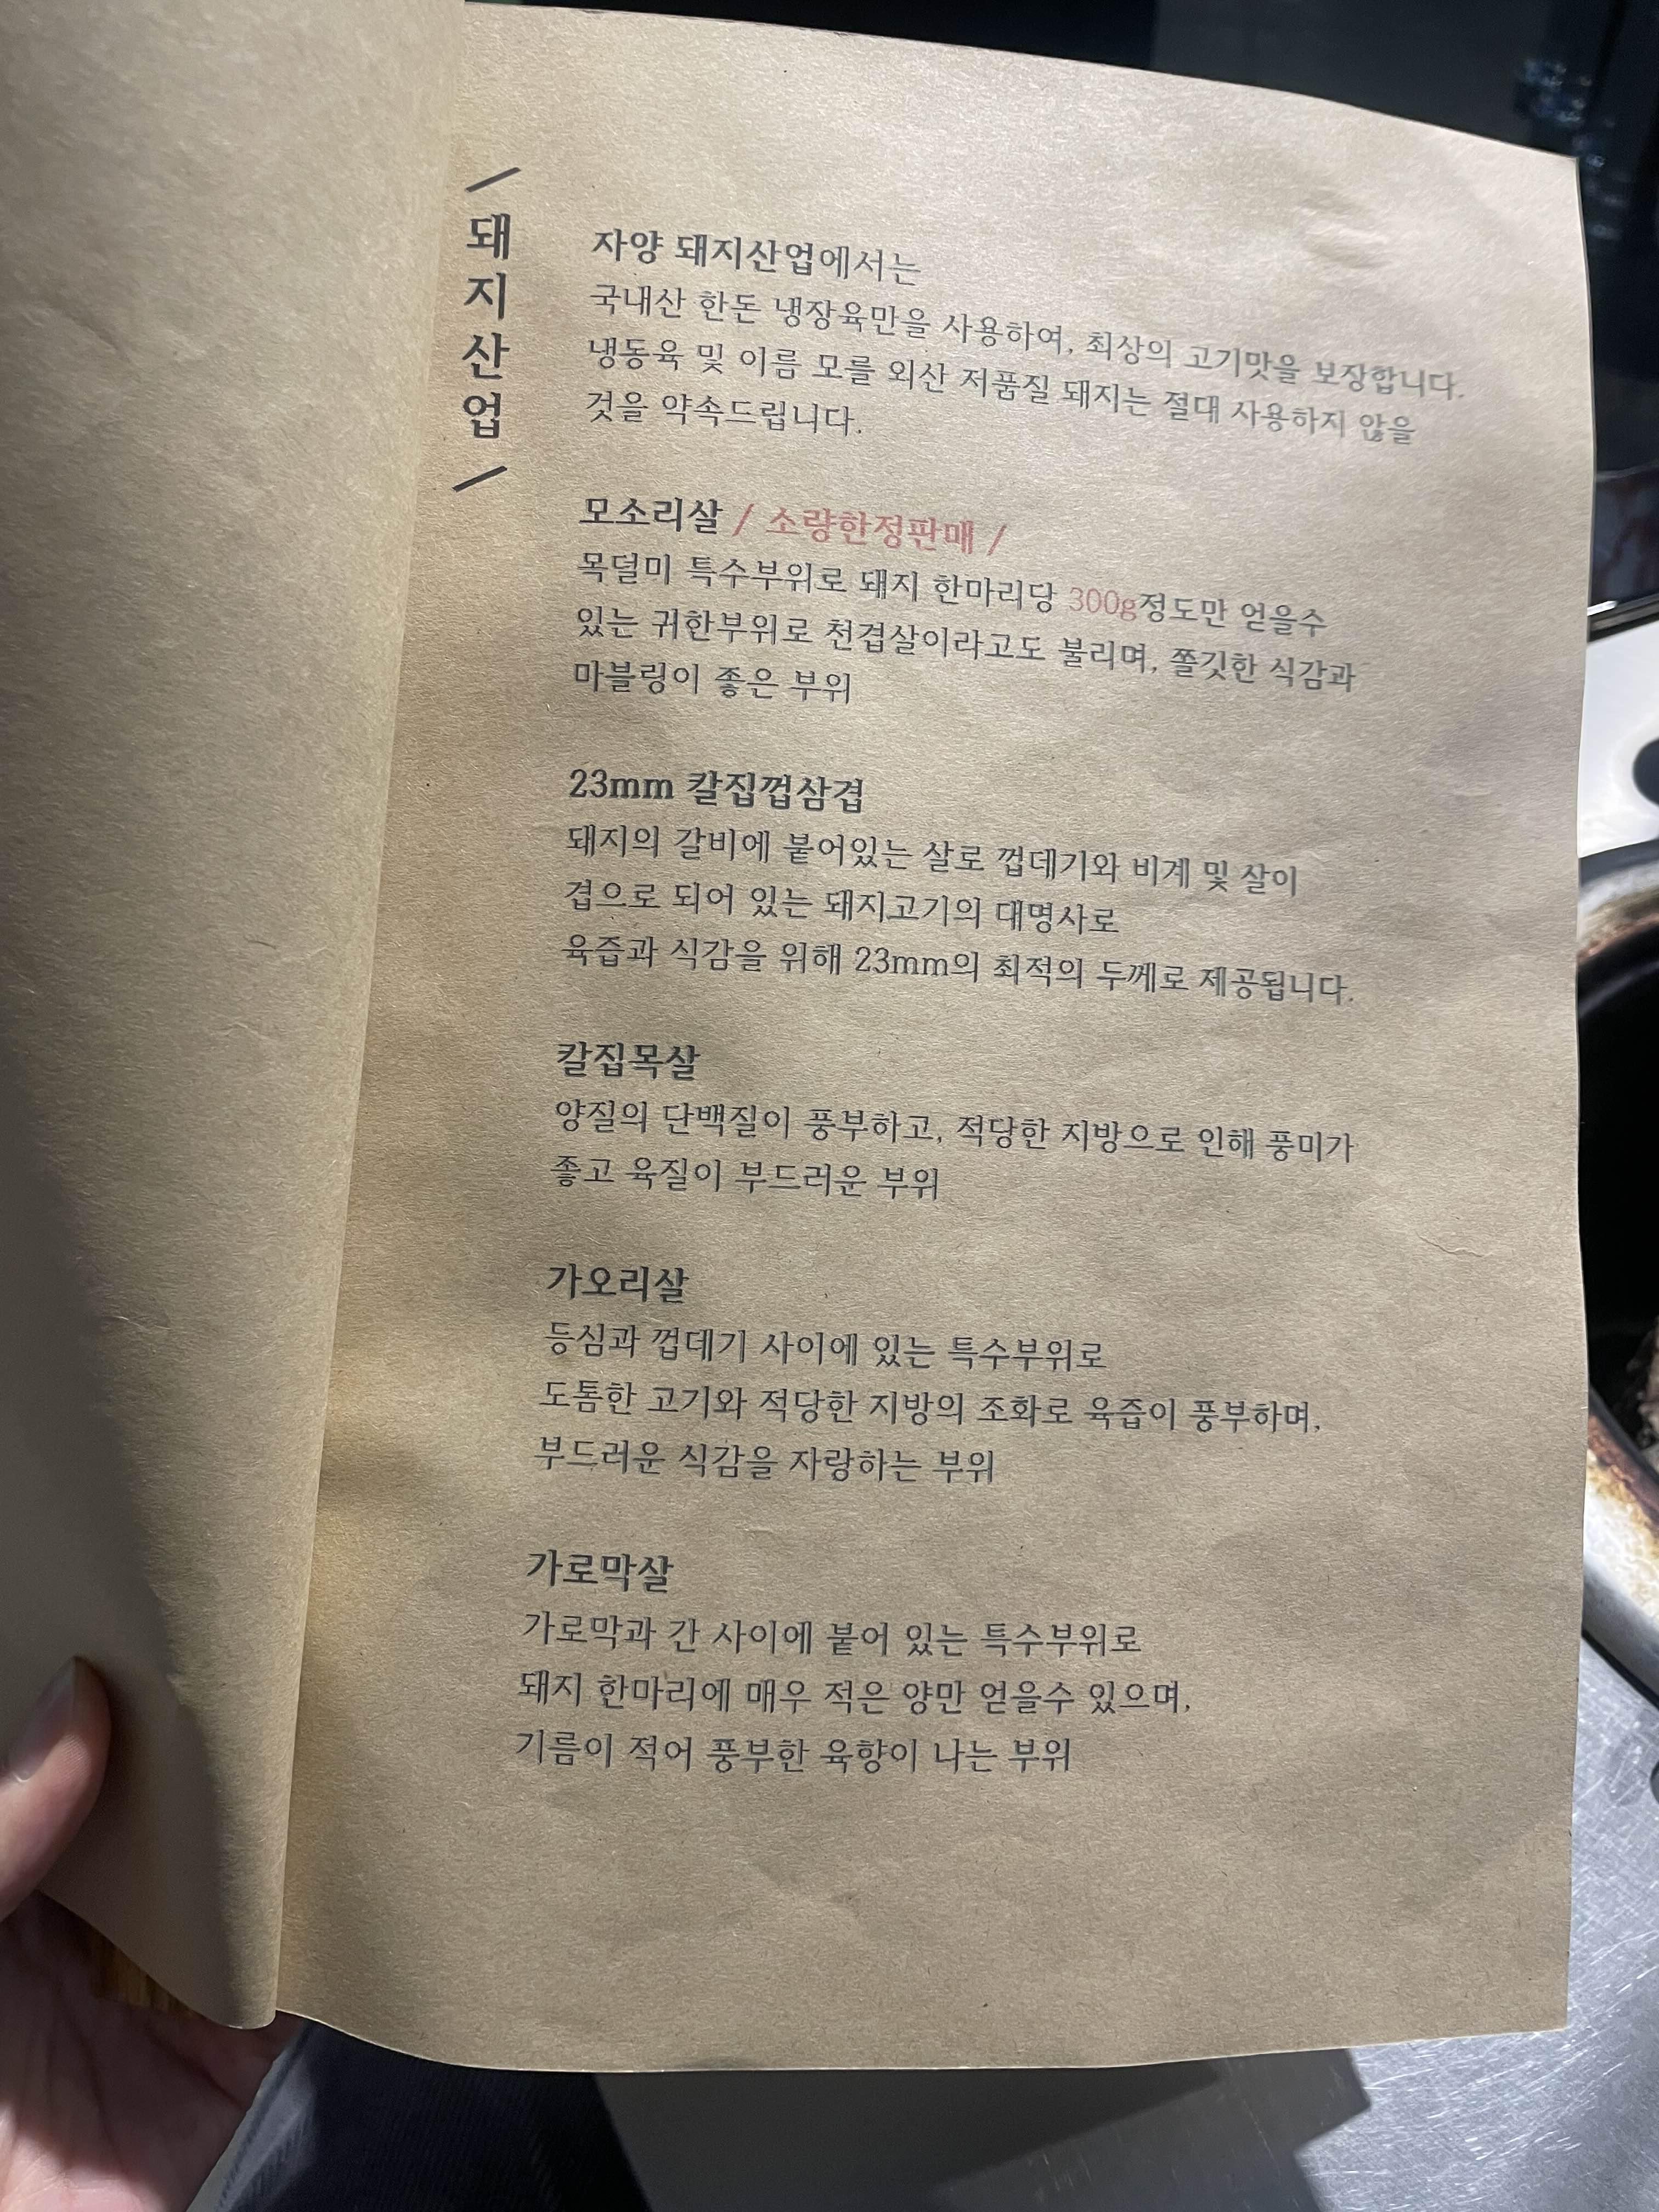 /
돼
지
산
업
/
자양 돼지산업에서는
국내산 한돈 냉장육만을 사용하여, 최상의 고기맛을 보장합니다.
냉동육 및 이름 모를 외산 저품질 돼지는 절대 사용하지 않을
것을 약속드립니다.
모소리살 / 소량한정판매 /
목덜미 특수부위로 돼지 한마리당 300g정도만 얻을수
있는 귀한부위로 천겹살이라고도 불리며, 쫄깃한 식감과
마블링이 좋은 부위
23mm 칼집껍삼겹
돼지의 갈비에 붙어있는 살로 껍데기와 비계 및 살이
겹으로 되어 있는 돼지고기의 대명사로
육즙과 식감을 위해 23mm의 최적의 두께로 제공됩니다.
칼집목살
양질의 단백질이 풍부하고, 적당한 지방으로 인해 풍미가
좋고 육질이 부드러운 부위
가오리살
등심과 껍데기 사이에 있는 특수부위로
도톰한 고기와 적당한 지방의 조화로 육즙이 풍부하며,
부드러운 식감을 자랑하는 부위
가로막살
가로막과 간 사이에 붙어 있는 특수부위로
돼지 한마리에 매우 적은 양만 얻을수 있으며,
기름이 적어 풍부한 육향이 나는 부위